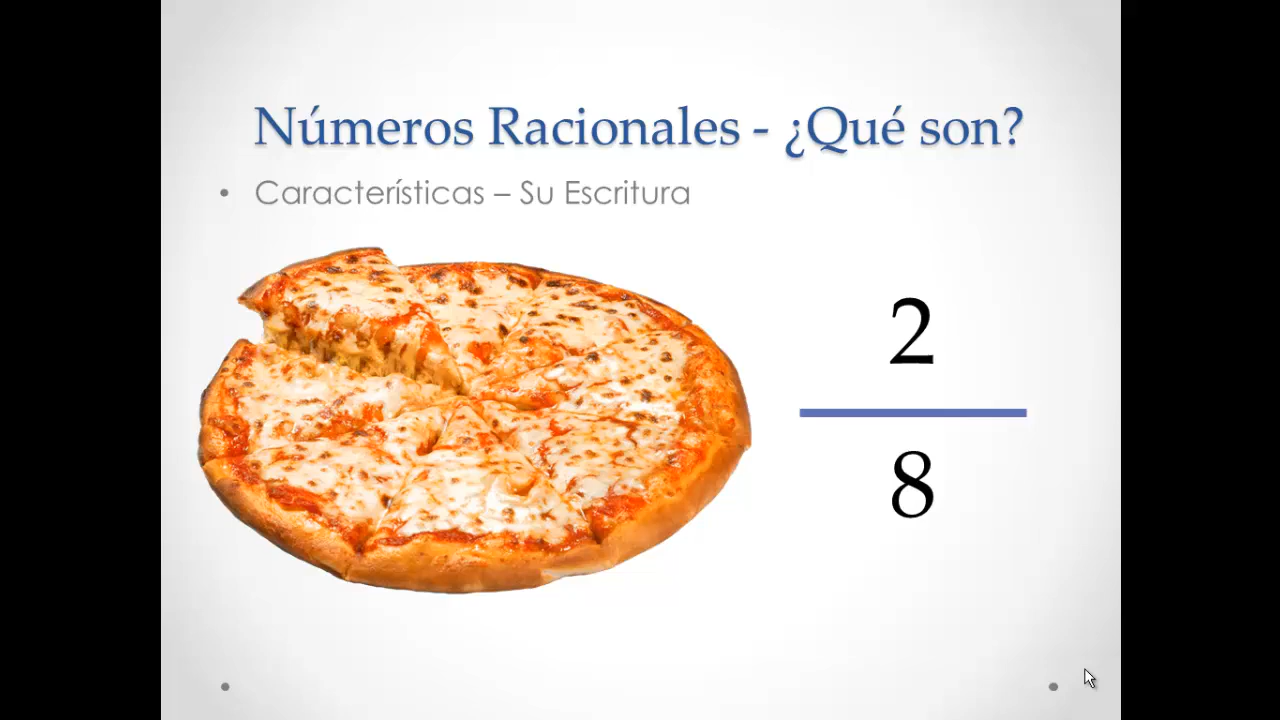 Números Racionales - ¿Qué son?
• Características – Su Escritura
2
8